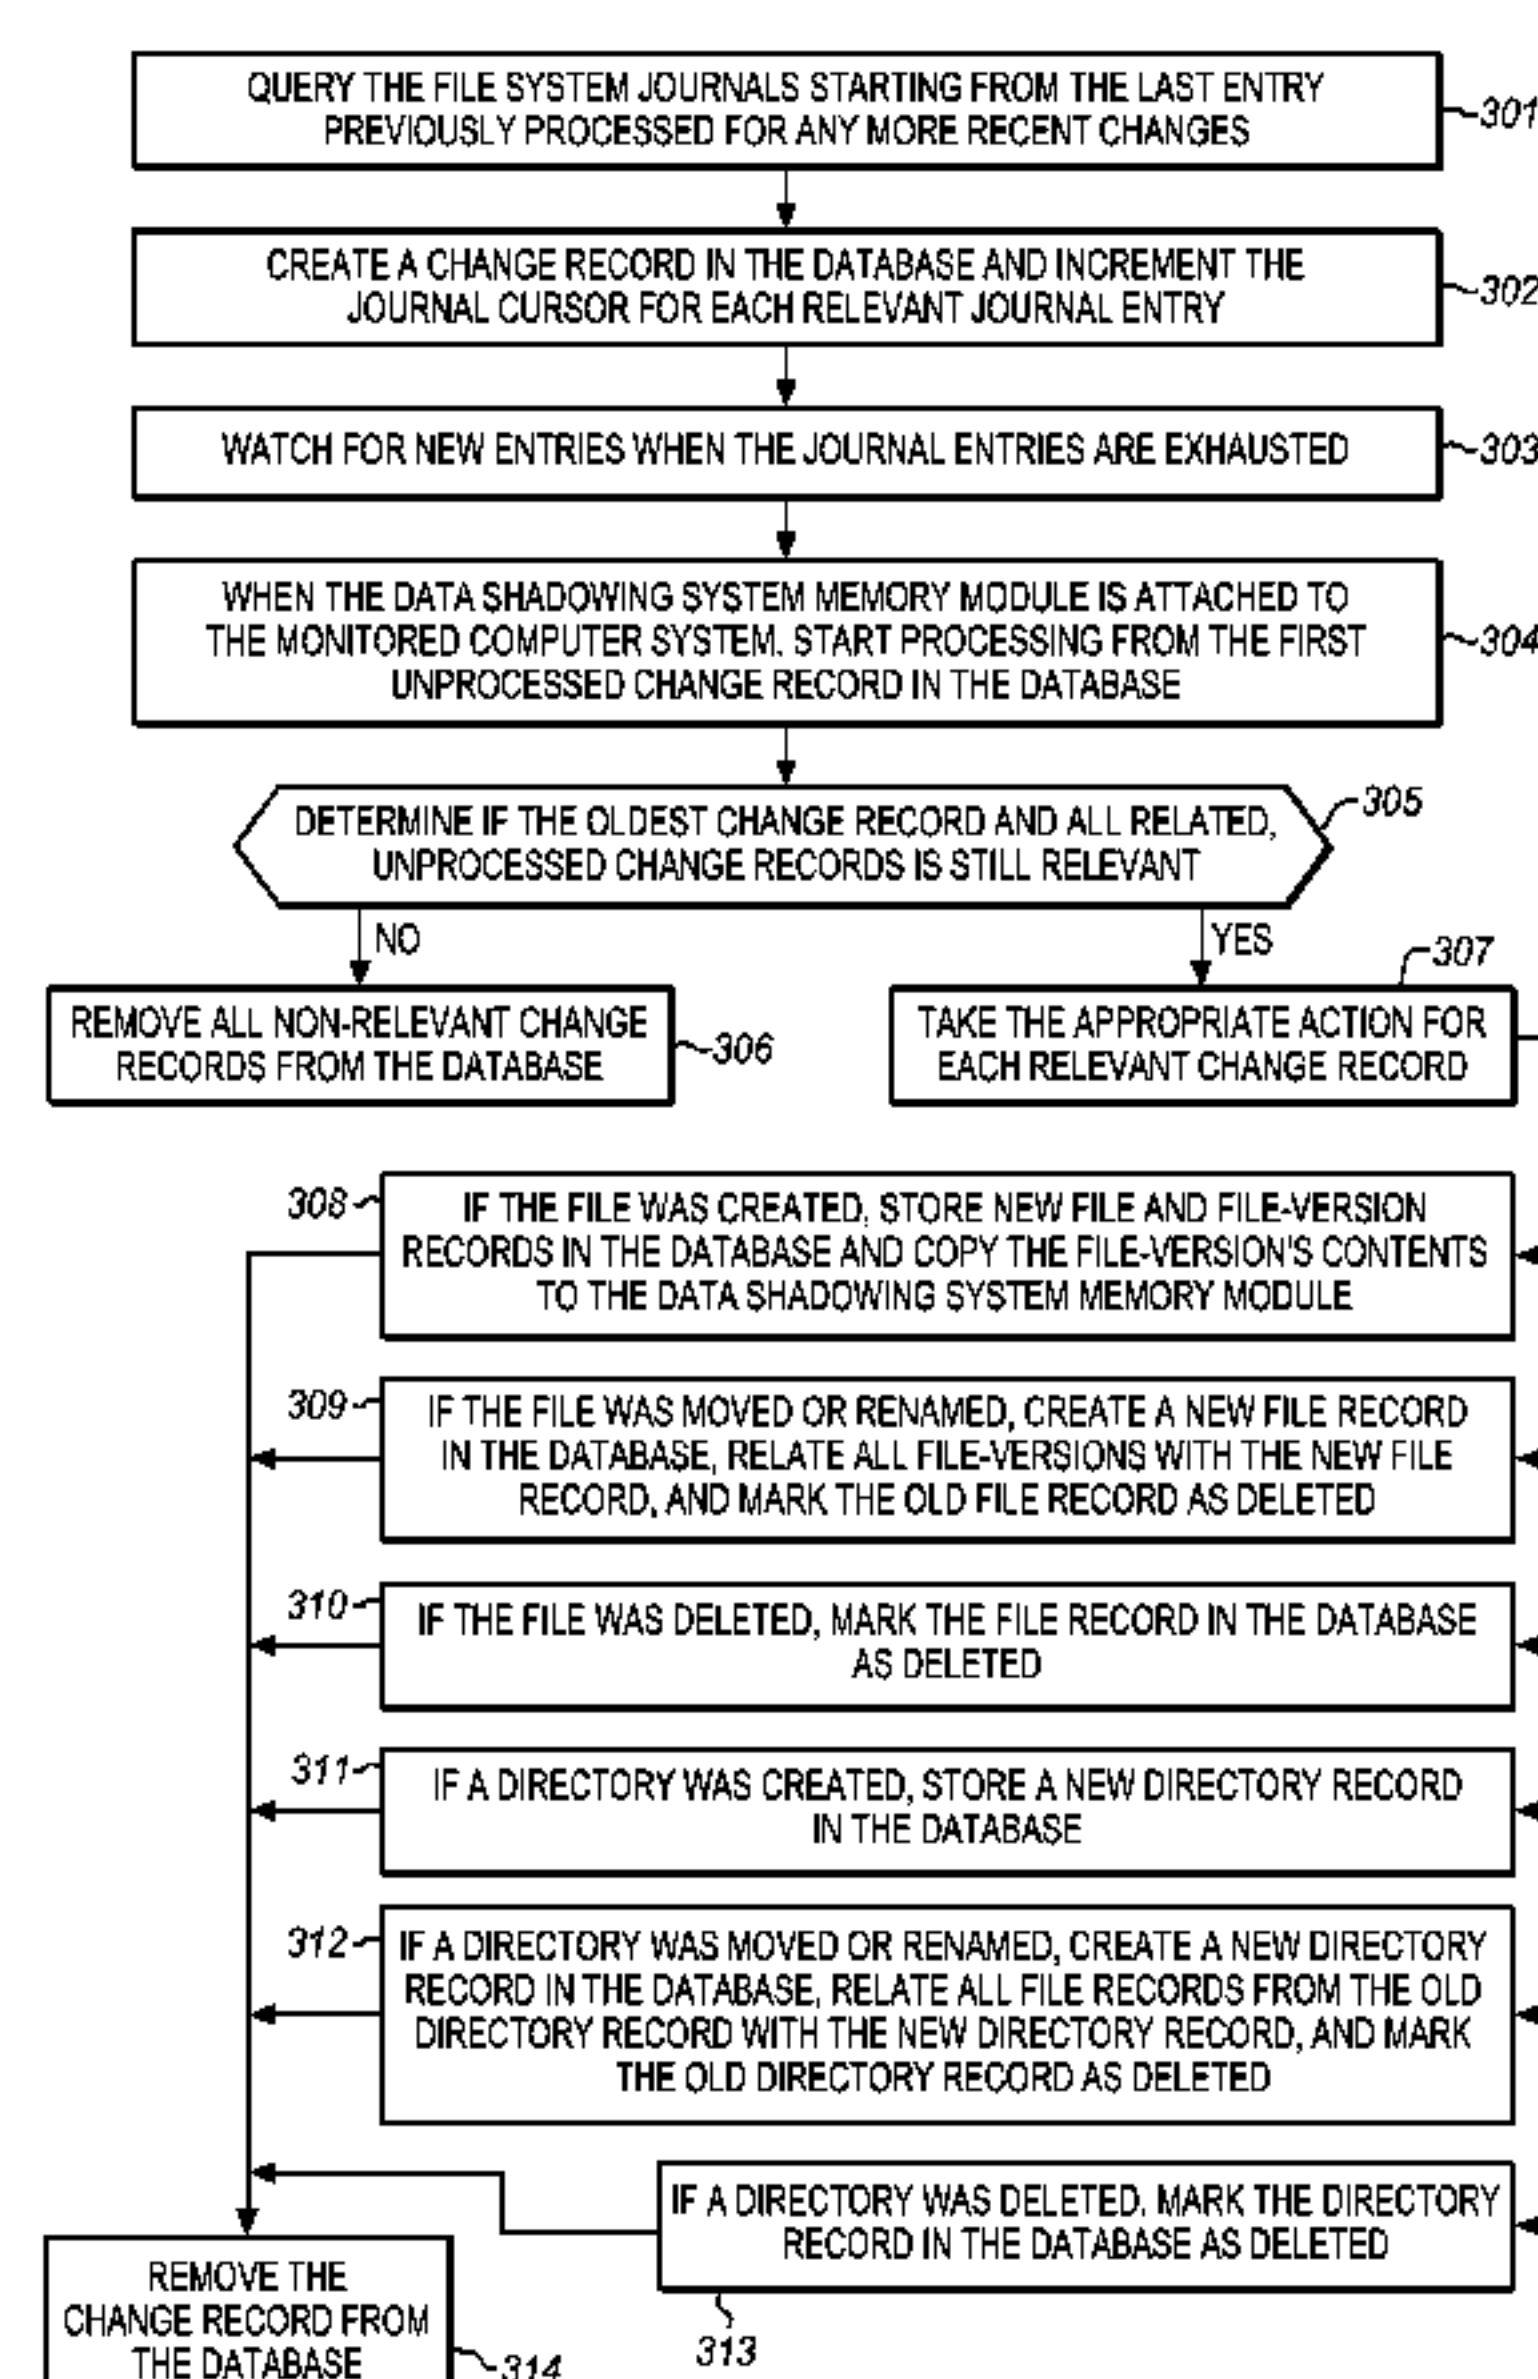 QUERY THE FILE SYSTEM JOURNALS STARTING FROM THE LAST ENTRY
PREVIOUSLY PROCESSED FOR ANY MORE RECENT CHANGES
301
CREATE A CHANGE RECORD IN THE DATABASE AND INCREMENT THE
JOURNAL CURSOR FOR EACH RELEVANT JOURNAL ENTRY
302
WATCH FOR NEW ENTRIES WHEN THE JOURNAL ENTRIES ARE EXHAUSTED
303
WHEN THE DATA SHADOWING SYSTEM MEMORY MODULE IS ATTACHED TO
THE MONITORED COMPUTER SYSTEM. START PROCESSING FROM THE FIRST
UNPROCESSED CHANGE RECORD IN THE DATABASE
304
DETERMINE IF THE OLDEST CHANGE RECORD AND ALL RELATED,
UNPROCESSED CHANGE RECORDS IS STILL RELEVANT
305
NO
YES
REMOVE ALL NON-RELEVANT CHANGE
RECORDS FROM THE DATABASE
306
307
TAKE THE APPROPRIATE ACTION FOR
EACH RELEVANT CHANGE RECORD
308
IF THE FILE WAS CREATED, STORE NEW FILE AND FILE-VERSION
RECORDS IN THE DATABASE AND COPY THE FILE-VERSION'S CONTENTS
TO THE DATA SHADOWING SYSTEM MEMORY MODULE
309
IF THE FILE WAS MOVED OR RENAMED, CREATE A NEW FILE RECORD
IN THE DATABASE, RELATE ALL FILE-VERSIONS WITH THE NEW FILE
RECORD, AND MARK THE OLD FILE RECORD AS DELETED
310
IF THE FILE WAS DELETED, MARK THE FILE RECORD IN THE DATABASE
AS DELETED
311
IF A DIRECTORY WAS CREATED, STORE A NEW DIRECTORY RECORD
IN THE DATABASE
312
IF A DIRECTORY WAS MOVED OR RENAMED, CREATE A NEW DIRECTORY
RECORD IN THE DATABASE, RELATE ALL FILE RECORDS FROM THE OLD
DIRECTORY RECORD WITH THE NEW DIRECTORY RECORD, AND MARK
THE OLD DIRECTORY RECORD AS DELETED
IF A DIRECTORY WAS DELETED. MARK THE DIRECTORY
RECORD IN THE DATABASE AS DELETED
313
REMOVE THE
CHANGE RECORD FROM
THE DATABASE
314